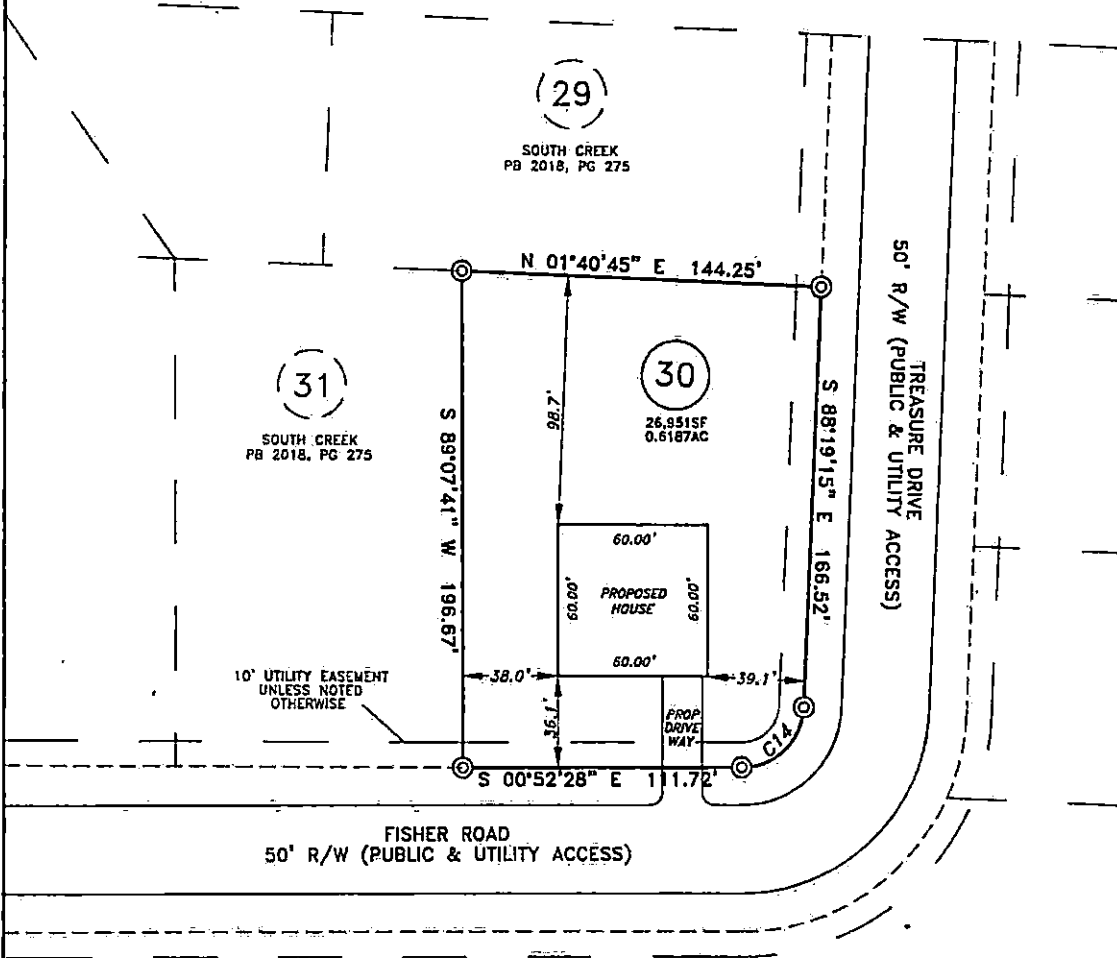 29
SOUTH CREEK
PB 2018, PG 275
N 01°40'45" E 144.25'
50' R/W (PUBLIC & UTILITY ACCESS)
TREASURE DRIVE
31
SOUTH CREEK
PB 2018, PG 275
S 89°07'41" W 196.67'
98.7'
30
26,951SF
0.6187AC
S 88°19'15" E 166.52'
60.00'
60.00'
PROPOSED
HOUSE
60.00'
60.00'
10' UTILITY EASEMENT
UNLESS NOTED
OTHERWISE
38.0'
36.1'
39.1'
PROP
DRIVE
WAY
C14
S 00°52'28" E 111.72'
FISHER ROAD
50' R/W (PUBLIC & UTILITY ACCESS)